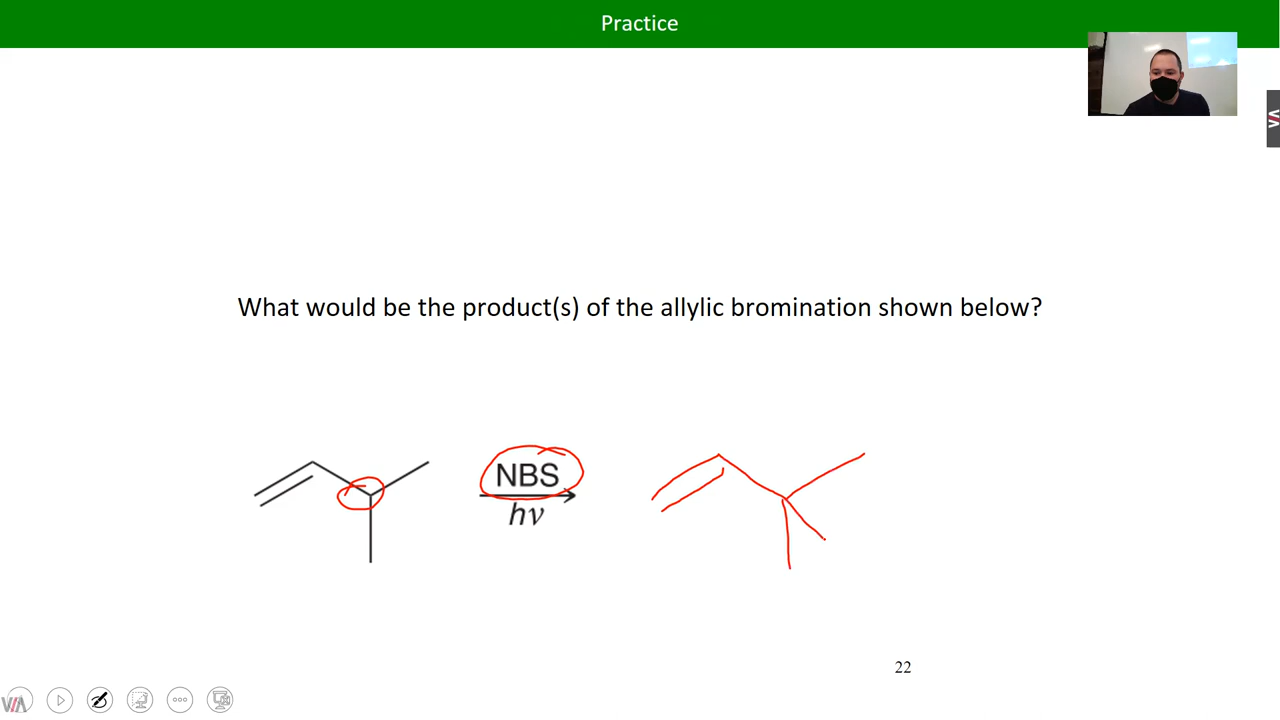 Practice
What would be the product(s) of the allylic bromination shown below?
NBS
hν
22